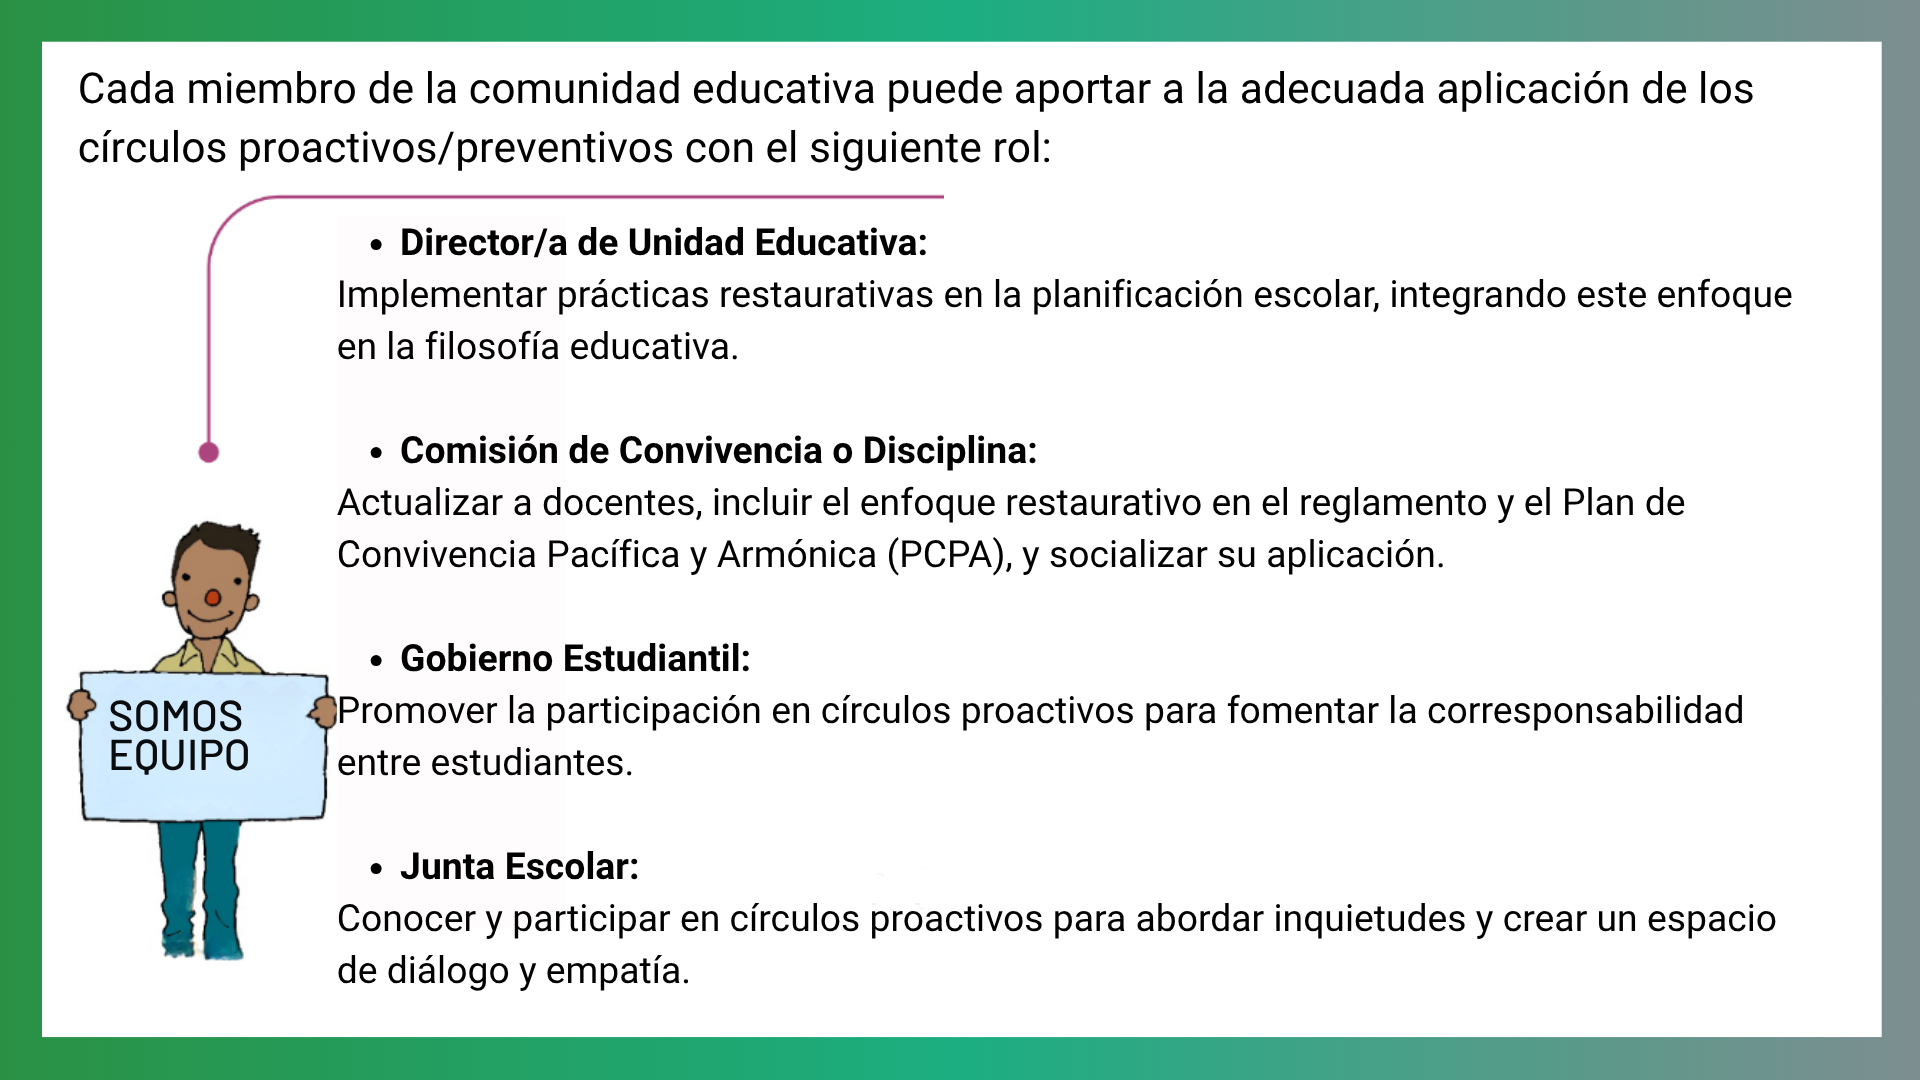 Cada miembro de la comunidad educativa puede aportar a la adecuada aplicación de los
círculos proactivos/preventivos con el siguiente rol:
• Director/a de Unidad Educativa:
Implementar prácticas restaurativas en la planificación escolar, integrando este enfoque
en la filosofía educativa.
• Comisión de Convivencia o Disciplina:
Actualizar a docentes, incluir el enfoque restaurativo en el reglamento y el Plan de
Convivencia Pacífica y Armónica (PCPA), y socializar su aplicación.
• Gobierno Estudiantil:
Promover la participación en círculos proactivos para fomentar la corresponsabilidad
entre estudiantes.
• Junta Escolar:
Conocer y participar en círculos proactivos para abordar inquietudes y crear un espacio
de diálogo y empatía.
SOMOS
EQUIPO